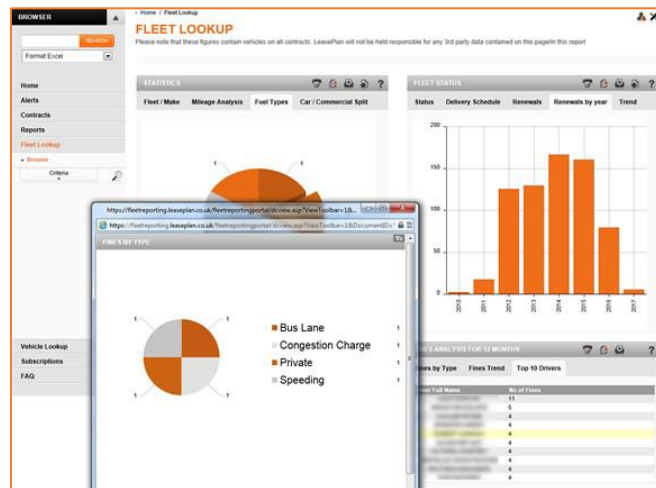 BROWSER
SEARCH
Format Excel
Home
Alerts
Contracts
Reports
Fleet Lookup
Browser
Criteria
Vehicle Lookup
Subscriptions
FAQ
Home / Fleet Lookup
FLEET LOOKUP
Please note that these figures contain vehicles on all contracts. LeasePlan will not be held responsible for any 3rd party data contained on this page/in this report
STATISTICS
?
Fleet / Make Mileage Analysis Fuel Types Car / Commercial Split
1
1
FLEET STATUS
?
Status Delivery Schedule Renewals Renewals by year Trend
200
150
100
50
0
2010 2011 2012 2013 2014 2015 2016 2017
https://fleetreporting.leaseplan.co.uk/fleetreportingportal/dcview.asp?ViewToolbar=1&...
https://fleetreporting.leaseplan.co.uk/fleetreportingportal/dcview.asp?ViewToolbar=1&DocumentID=
FINES BY TYPE
1
1
1
1
Bus Lane 1
Congestion Charge 1
Private 1
Speeding 1
ANALYSIS FOR 12 MONTHS
?
by Type Fines Trend Top 10 Drivers
Full Name No of Fines
11
5
4
4
4
4
4
4
4
4